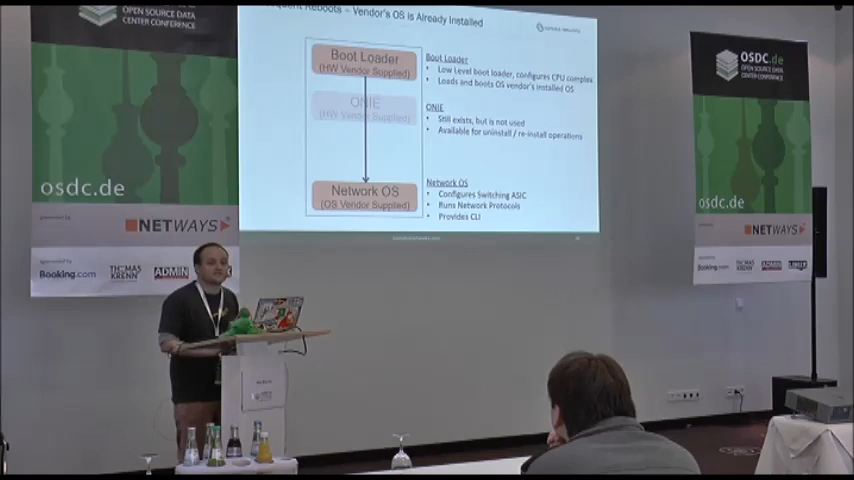 OPEN SOURCE DATA
CENTER CONFERENCE
osdc.de
NETWAYS
Booking.com
THOMAS
KRENN
ADMIN
Reboots – Vendor's OS is Already Installed
Boot Loader
(HW Vendor Supplied)
ONIE
(HW Vendor Supplied)
Network OS
(OS Vendor Supplied)
Boot Loader
• Low Level boot loader, configures CPU complex
• Loads and boots OS vendor's installed OS
ONIE
• Still exists, but is not used
• Available for uninstall / re-install operations
Network OS
• Configures Switching ASIC
• Runs Network Protocols
• Provides CLI
OSDC.de
OPEN SOURCE DATA
CENTER CONFERENCE
osdc.de
NETWAYS
Booking.com
THOMAS
KRENN
ADMIN